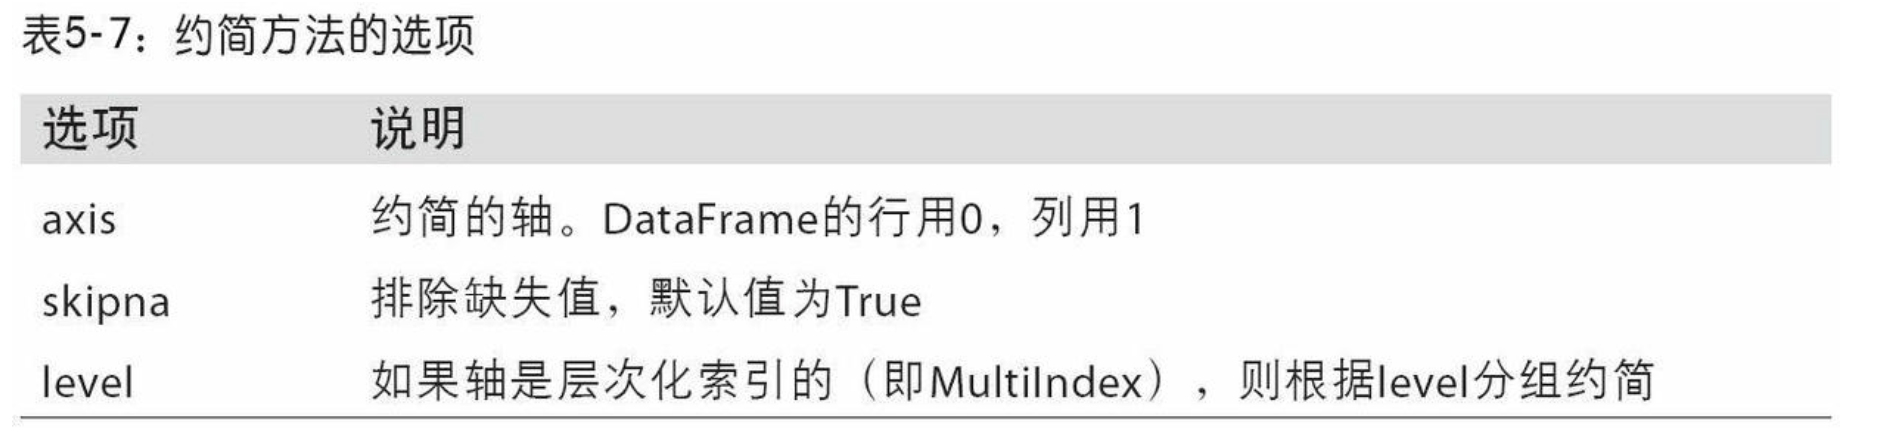 表5-7：约简方法的选项
选项 说明
axis 约简的轴。DataFrame的行用0，列用1
skipna 排除缺失值，默认值为True
level 如果轴是层次化索引的（即MultiIndex），则根据level分组约简